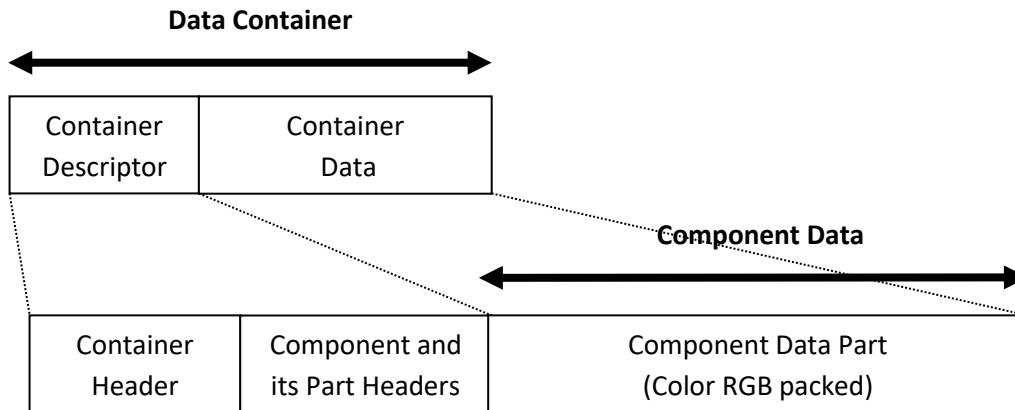 Data Container
Container
Descriptor
Container
Data
Component Data
Container
Header
Component and
its Part Headers
Component Data Part
(Color RGB packed)